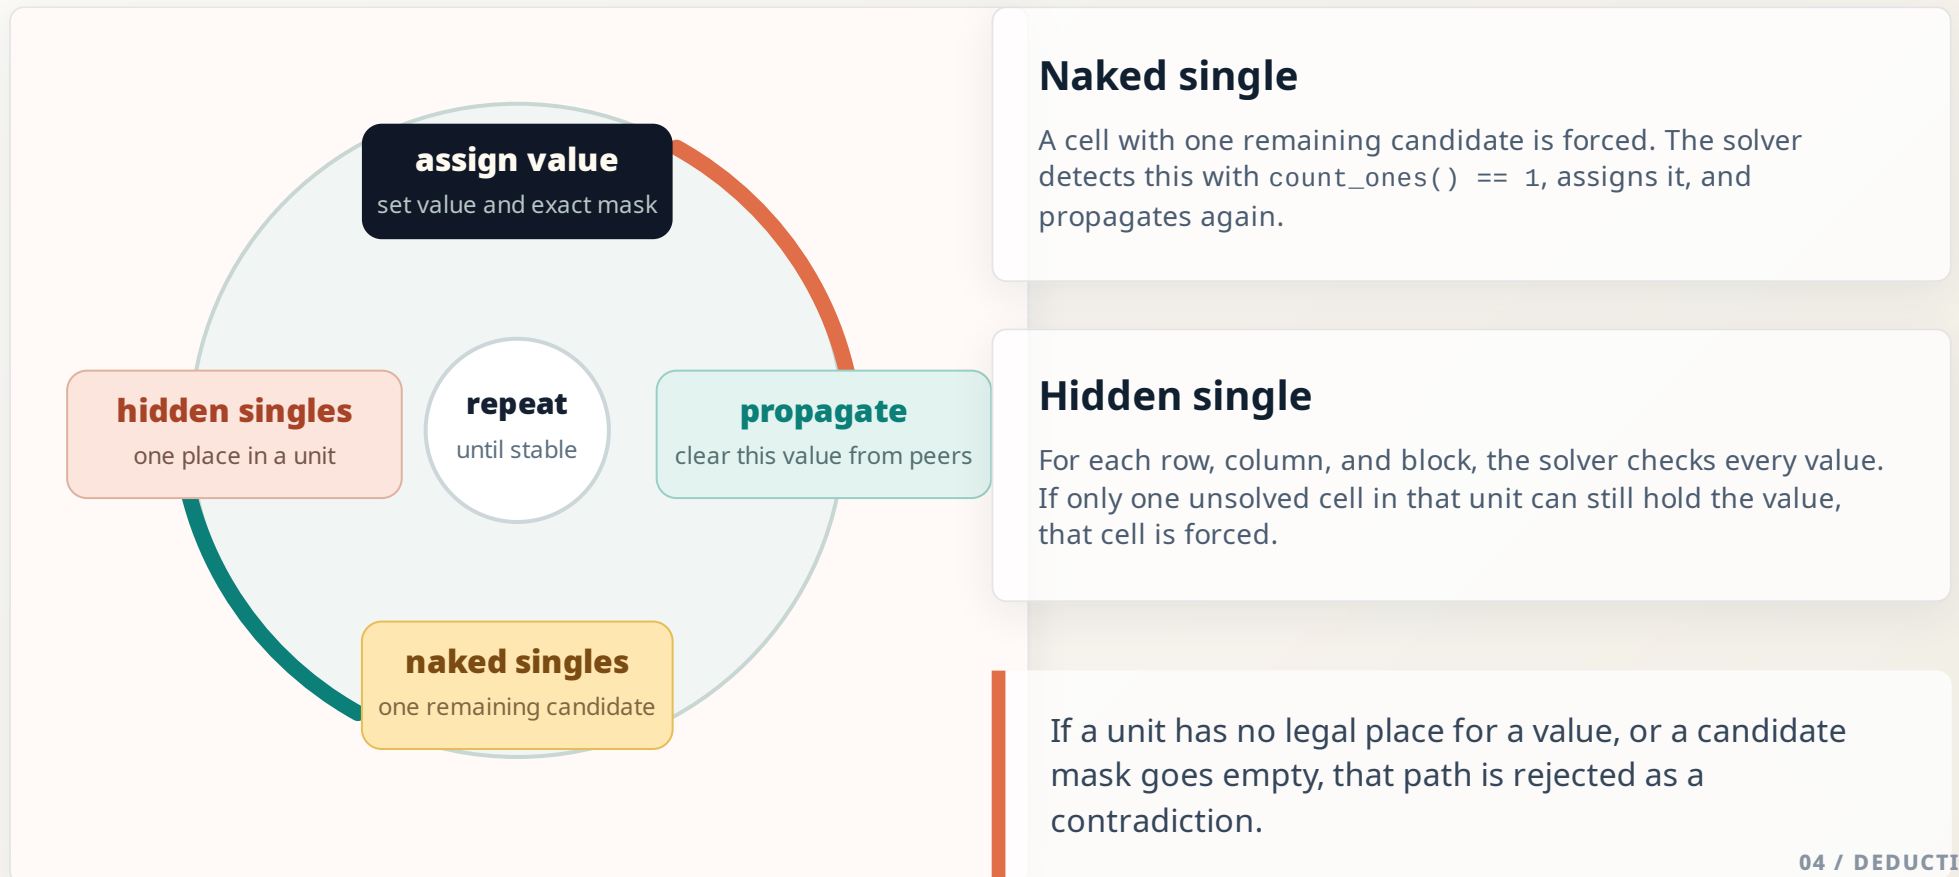 assign value
set value and exact mask
hidden singles
one place in a unit
repeat
until stable
propagate
clear this value from peers
naked singles
one remaining candidate
Naked single
A cell with one remaining candidate is forced. The solver
detects this with count_ones() == 1, assigns it, and
propagates again.
Hidden single
For each row, column, and block, the solver checks every value.
If only one unsolved cell in that unit can still hold the value,
that cell is forced.
If a unit has no legal place for a value, or a candidate
mask goes empty, that path is rejected as a
contradiction.
04 / DEDUCTI